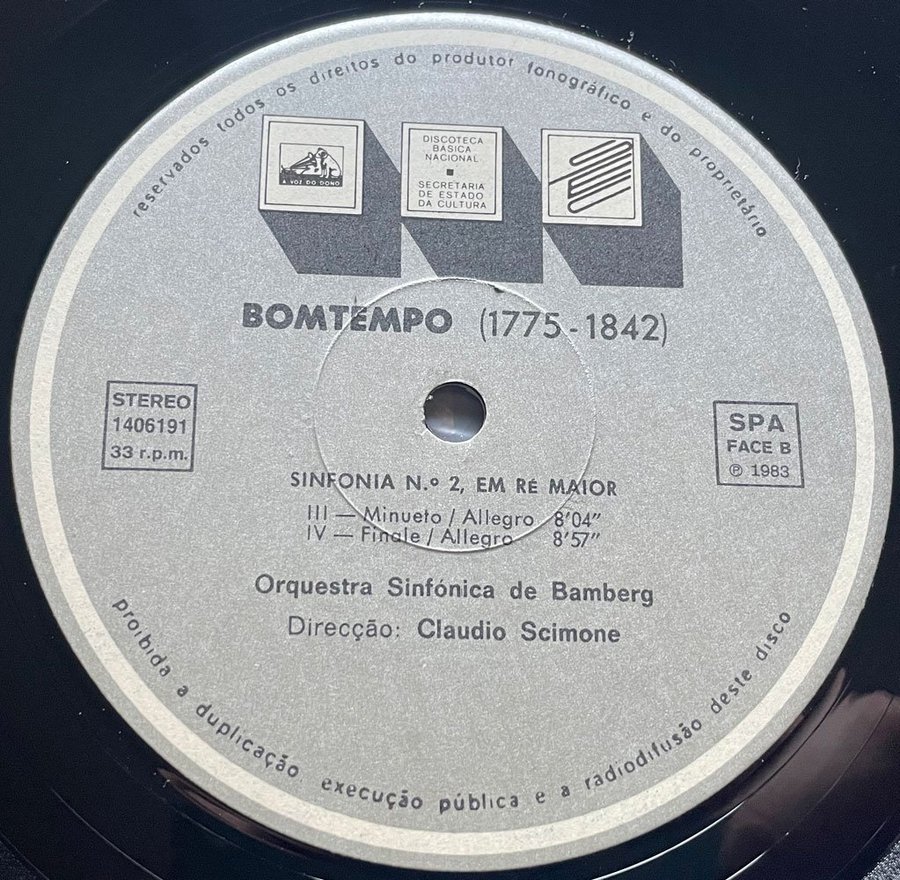 reservados todos os direitos do produtor fonográfico e do proprietário
A VOZ DO DONO
DISCOTECA
BASICA
NACIONAL
SECRETARIA
DE ESTADO
DA CULTURA
BOMTEMPO (1775-1842)
STEREO
1406191
33 r.p.m.
SPA
FACE B
℗ 1983
SINFONIA N.º 2, EM RÉ MAIOR
III — Minueto / Allegro 8'04"
IV — Finale / Allegro 8'57"
Orquestra Sinfónica de Bamberg
Direcção: Claudio Scimone
proibida a duplicação execução pública e a radiodifusão deste disco